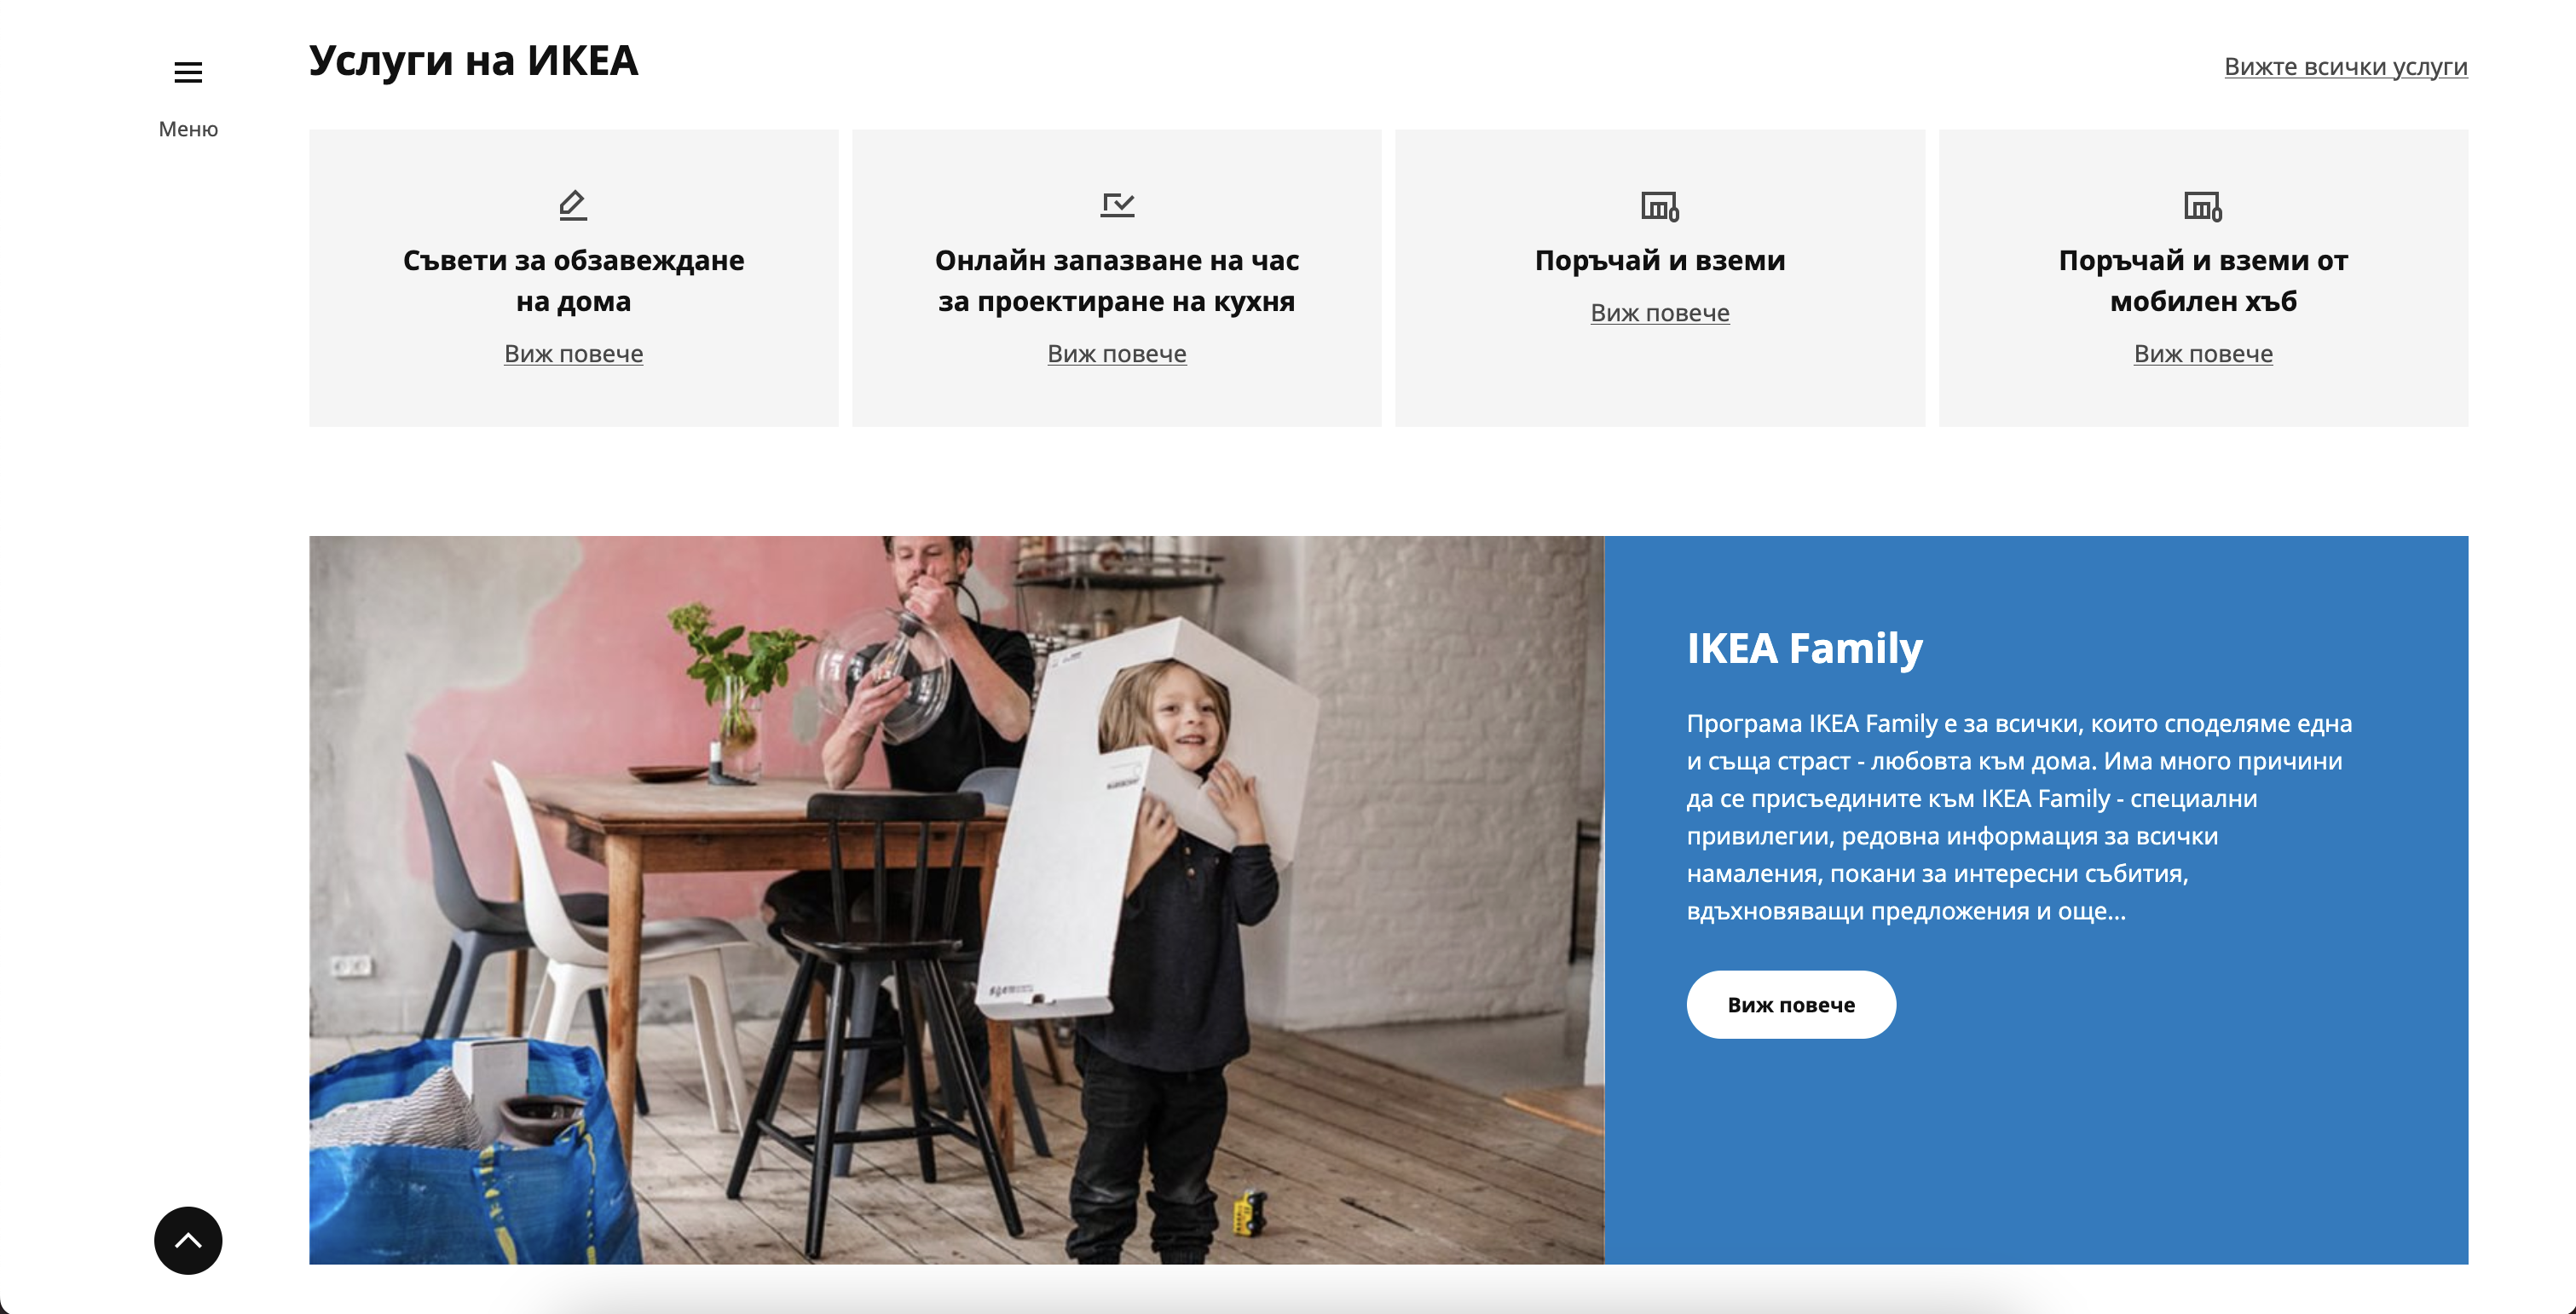 Меню
Услуги на ИКЕА
Вижте всички услуги
Съвети за обзавеждане
на дома
Виж повече
Онлайн запазване на час
за проектиране на кухня
Виж повече
Поръчай и вземи
Виж повече
Поръчай и вземи от
мобилен хъб
Виж повече
IKEA Family
Програма IKEA Family е за всички, които споделяме една
и съща страст - любовта към дома. Има много причини
да се присъедините към IKEA Family - специални
привилегии, редовна информация за всички
намаления, покани за интересни събития,
вдъхновяващи предложения и още...
Виж повече